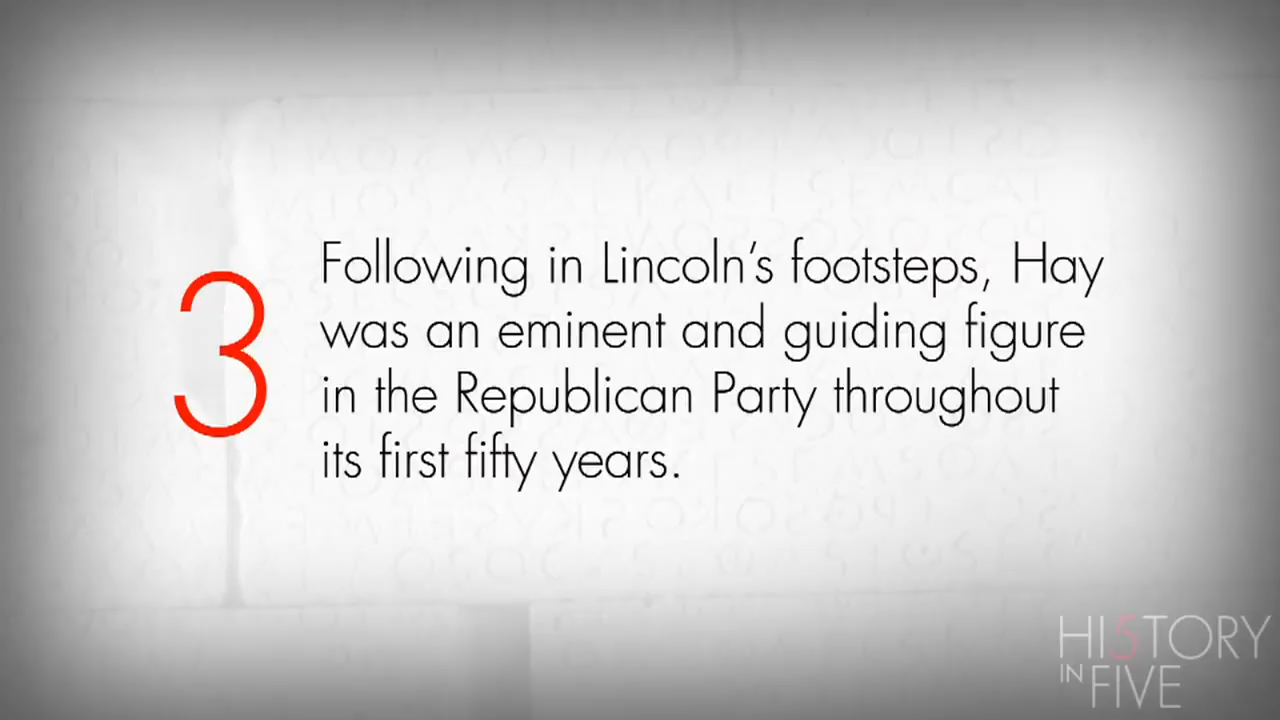 3
Following in Lincoln's footsteps, Hay
was an eminent and guiding figure
in the Republican Party throughout
its first fifty years.
HI5TORY
IN FIVE